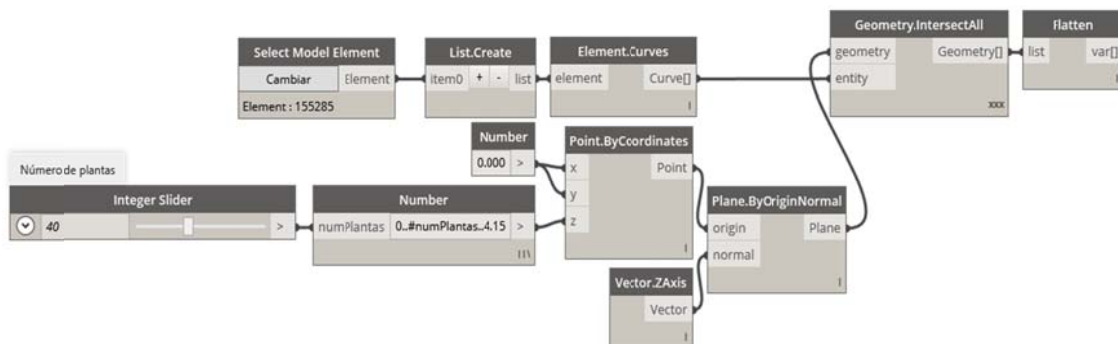 Select Model Element
Cambiar
Element
Element : 155285
List.Create
item0 + - list
Element.Curves
element Curve[]
Geometry.IntersectAll
geometry Geometry[]
entity
xxx
Flatten
list var[]
Número de plantas
Integer Slider
40 >
Number
numPlantas 0..#numPlantas..4.15 >
Number
0.000 >
Point.ByCoordinates
x Point
y
z
Vector.ZAxis
Vector
Plane.ByOriginNormal
origin Plane
normal